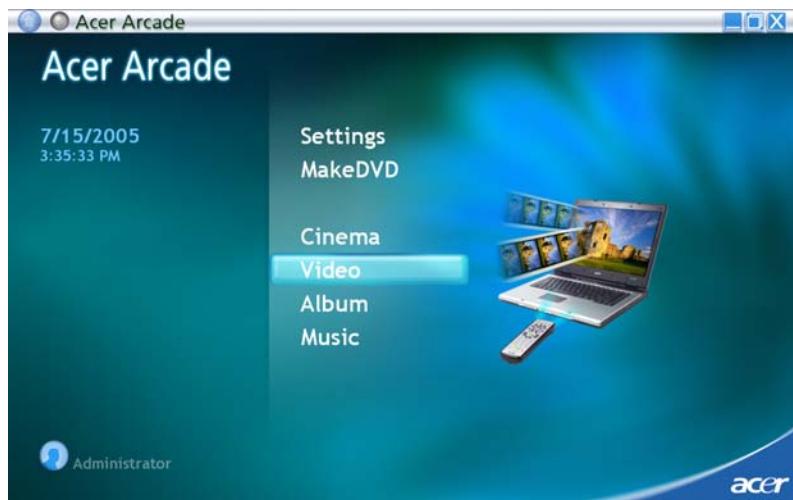 Acer Arcade
Acer Arcade
7/15/2005
3:35:33 PM
Settings
MakeDVD
Cinema
Video
Album
Music
Administrator
acer